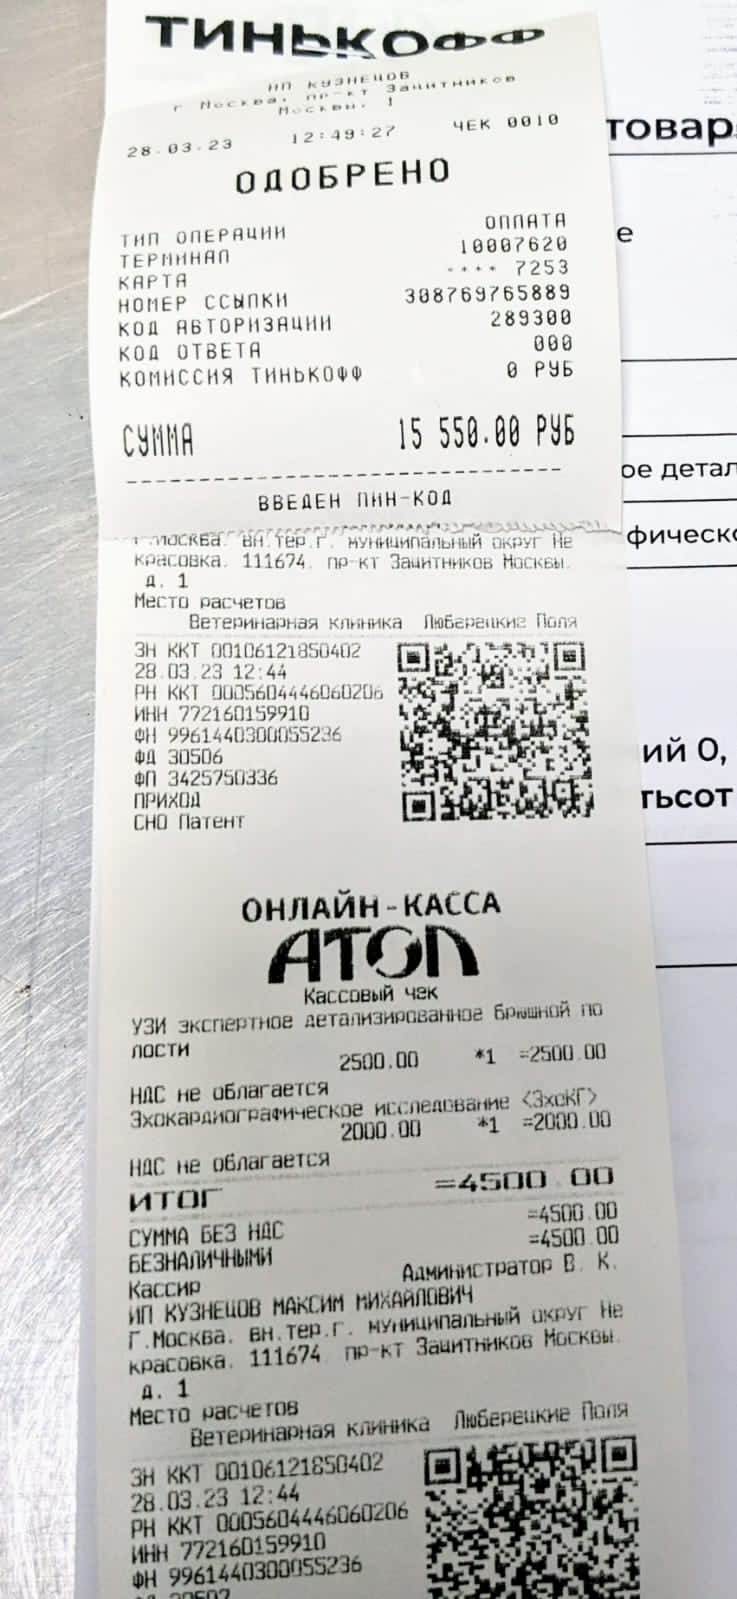 ТИНЬКОФФ
ИП КУЗНЕЦОВ
г Москва, пр-кт Защитников
Москвы, 1
28.03.23 12:49:27 ЧЕК 0010
ОДОБРЕНО
ТИП ОПЕРАЦИИ ОПЛАТА
ТЕРМИНАЛ 10007620
КАРТА **** 7253
НОМЕР ССЫЛКИ 308769765889
КОД АВТОРИЗАЦИИ 289300
КОД ОТВЕТА 000
КОМИССИЯ ТИНЬКОФФ 0 РУБ
СУММА 15 550.00 РУБ
ВВЕДЕН ПИН-КОД
Г.МОСКВА. ВН.ТЕР.Г. МУНИЦИПАЛЬНЫЙ ОКРУГ Не
красовка. 111674. пр-кт Защитников Москвы.
д. 1
Место расчетов
Ветеринарная клиника Люберецкие Поля
ЗН ККТ 00106121850402
28.03.23 12:44
РН ККТ 0005604446060206
ИНН 772160159910
ФН 9961440300055236
ФД 30506
ФП 3425750336
ПРИХОД
СНО Патент
ОНЛАЙН-КАССА
АТОЛ
Кассовый чек
УЗИ экспертное детализированное брюшной по
лости
2500.00 *1 =2500.00
НДС не облагается
Эхокардиографическое исследование <ЭхоКГ>
2000.00 *1 =2000.00
НДС не облагается
ИТОГ =4500.00
СУММА БЕЗ НДС =4500.00
БЕЗНАЛИЧНЫМИ =4500.00
Кассир Администратор В. К.
ИП КУЗНЕЦОВ МАКСИМ МИХАЙЛОВИЧ
Г.Москва. вн.тер.г. муниципальный округ Не
красовка. 111674 пр-кт Защитников Москвы.
д. 1
Место расчетов
Ветеринарная клиника Люберецкие Поля
ЗН ККТ 00106121850402
28.03.23 12:44
РН ККТ 0005604446060206
ИНН 772160159910
ФН 9961440300055236
товар
е
ое детал
фическо
ий 0,
тьсот